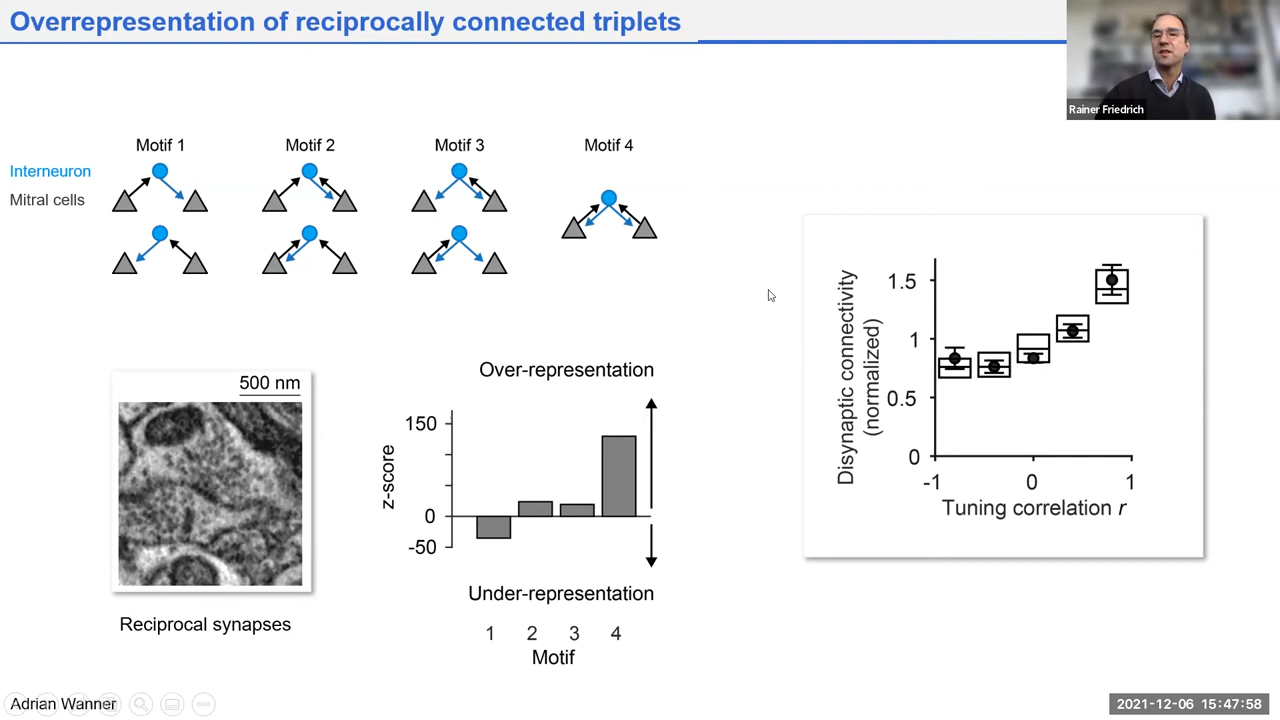 Overrepresentation of reciprocally connected triplets
Rainer Friedrich
Motif 1 Motif 2 Motif 3 Motif 4
Interneuron
Mitral cells
500 nm
Reciprocal synapses
Over-representation
150
0
-50
z-score
Under-representation
1 2 3 4
Motif
Disynaptic connectivity
(normalized)
1.5
1
0.5
0
-1 0 1
Tuning correlation r
Adrian Wanner
2021-12-06 15:47:58